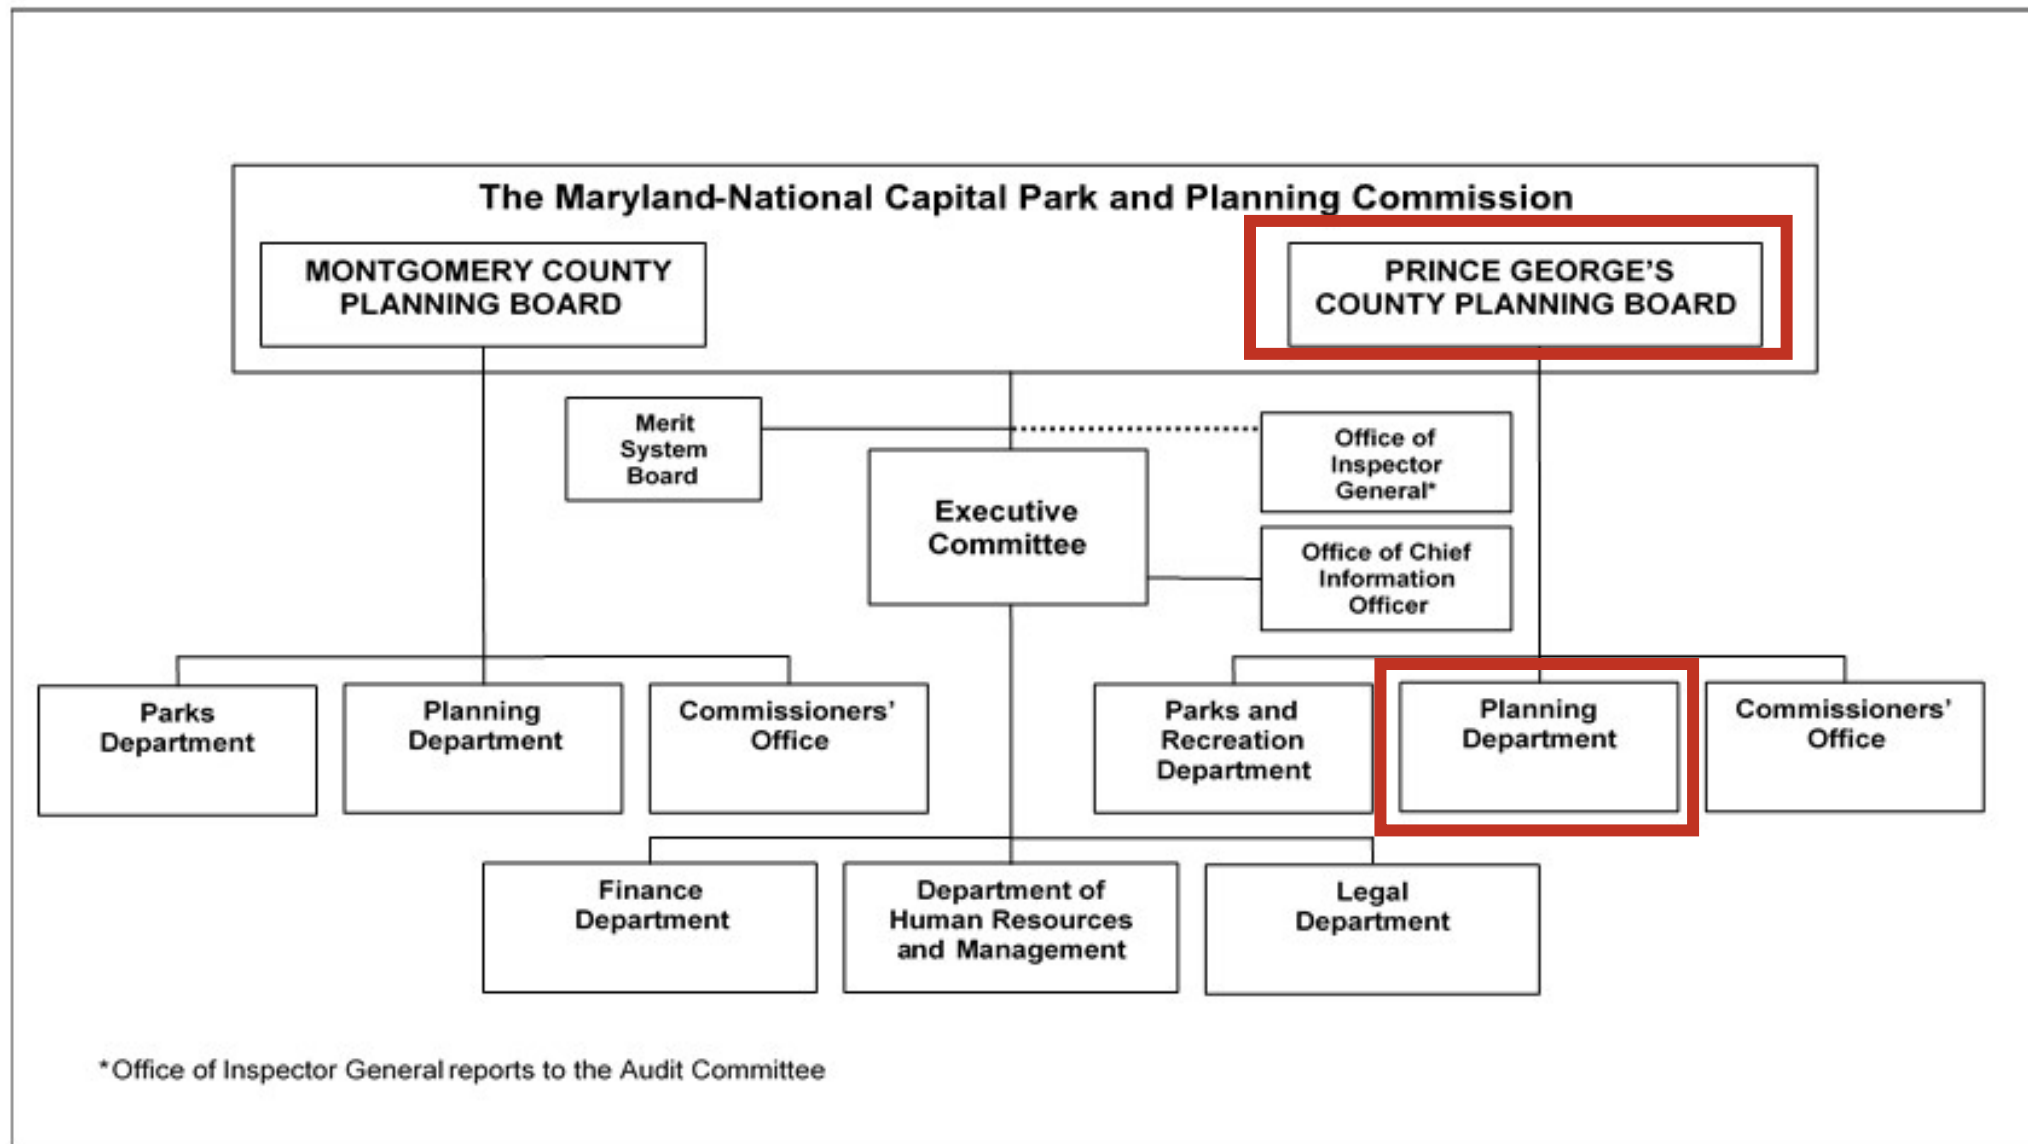 The Maryland-National Capital Park and Planning Commission
MONTGOMERY COUNTY
PLANNING BOARD
PRINCE GEORGE’S
COUNTY PLANNING BOARD
Merit
System
Board
Office of
Inspector
General*
Executive
Committee
Office of Chief
Information
Officer
Parks
Department
Planning
Department
Commissioners’
Office
Parks and
Recreation
Department
Planning
Department
Commissioners’
Office
Finance
Department
Department of
Human Resources
and Management
Legal
Department
*Office of Inspector General reports to the Audit Committee